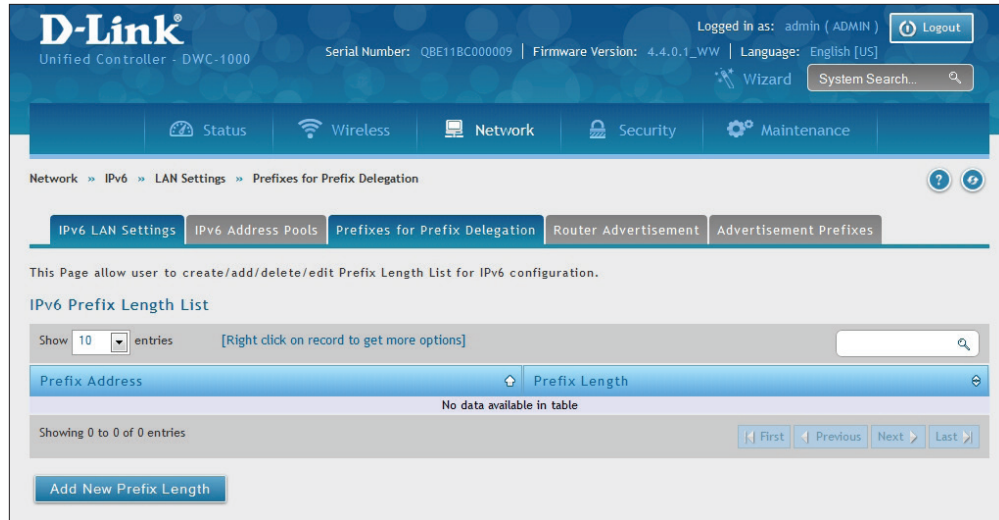 D-Link
Unified Controller - DWC-1000
Logged in as: admin ( ADMIN ) Logout
Serial Number: QBE11BC000009 | Firmware Version: 4.4.0.1_WW | Language: English [US]
Wizard System Search...
Status Wireless Network Security Maintenance
Network » IPv6 » LAN Settings » Prefixes for Prefix Delegation ?
IPv6 LAN Settings IPv6 Address Pools Prefixes for Prefix Delegation Router Advertisement Advertisement Prefixes
This Page allow user to create/add/delete/edit Prefix Length List for IPv6 configuration.
IPv6 Prefix Length List
Show 10 entries [Right click on record to get more options]
Prefix Address Prefix Length
No data available in table
Showing 0 to 0 of 0 entries First Previous Next Last
Add New Prefix Length